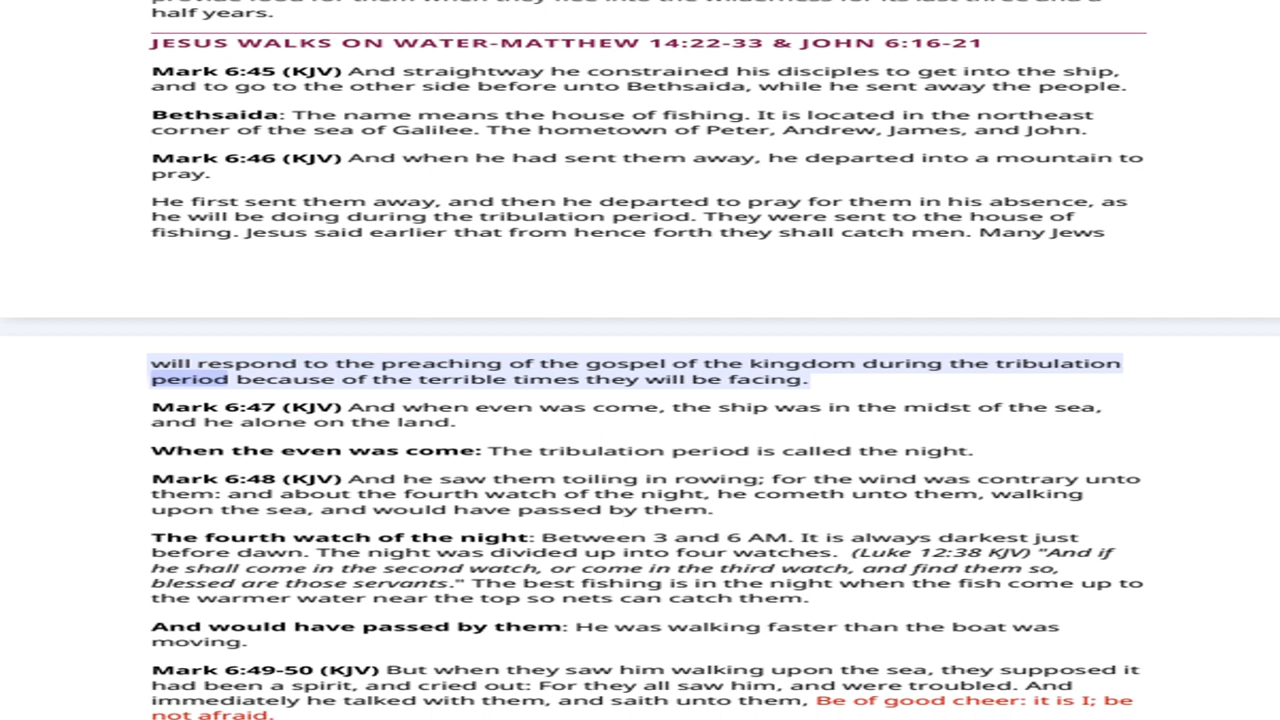 provide food for them when they flee into the wilderness for its last three and a
half years.
JESUS WALKS ON WATER-MATTHEW 14:22-33 & JOHN 6:16-21
Mark 6:45 (KJV) And straightway he constrained his disciples to get into the ship,
and to go to the other side before unto Bethsaida, while he sent away the people.
Bethsaida: The name means the house of fishing. It is located in the northeast
corner of the sea of Galilee. The hometown of Peter, Andrew, James, and John.
Mark 6:46 (KJV) And when he had sent them away, he departed into a mountain to
pray.
He first sent them away, and then he departed to pray for them in his absence, as
he will be doing during the tribulation period. They were sent to the house of
fishing. Jesus said earlier that from hence forth they shall catch men. Many Jews
will respond to the preaching of the gospel of the kingdom during the tribulation
period because of the terrible times they will be facing.
Mark 6:47 (KJV) And when even was come, the ship was in the midst of the sea,
and he alone on the land.
When the even was come: The tribulation period is called the night.
Mark 6:48 (KJV) And he saw them toiling in rowing; for the wind was contrary unto
them: and about the fourth watch of the night, he cometh unto them, walking
upon the sea, and would have passed by them.
The fourth watch of the night: Between 3 and 6 AM. It is always darkest just
before dawn. The night was divided up into four watches. (Luke 12:38 KJV) "And if
he shall come in the second watch, or come in the third watch, and find them so,
blessed are those servants." The best fishing is in the night when the fish come up to
the warmer water near the top so nets can catch them.
And would have passed by them: He was walking faster than the boat was
moving.
Mark 6:49-50 (KJV) But when they saw him walking upon the sea, they supposed it
had been a spirit, and cried out: For they all saw him, and were troubled. And
immediately he talked with them, and saith unto them, Be of good cheer: it is I; be
not afraid.